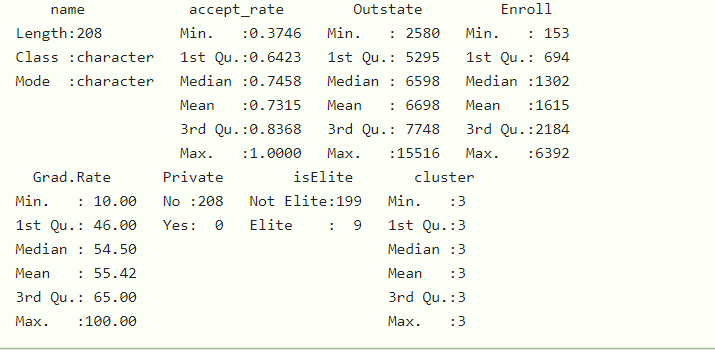 name            accept_rate        Outstate         Enroll
 Length:208         Min.   :0.3746   Min.   : 2580   Min.   : 153
 Class :character   1st Qu.:0.6423   1st Qu.: 5295   1st Qu.: 694
 Mode  :character   Median :0.7458   Median : 6598   Median :1302
                    Mean   :0.7315   Mean   : 6698   Mean   :1615
                    3rd Qu.:0.8368   3rd Qu.: 7748   3rd Qu.:2184
                    Max.   :1.0000   Max.   :15516   Max.   :6392
   Grad.Rate      Private        isElite       cluster
 Min.   : 10.00   No :208   Not Elite:199   Min.   :3
 1st Qu.: 46.00   Yes:  0   Elite    :  9   1st Qu.:3
 Median : 54.50                             Median :3
 Mean   : 55.42                             Mean   :3
 3rd Qu.: 65.00                             3rd Qu.:3
 Max.   :100.00                             Max.   :3